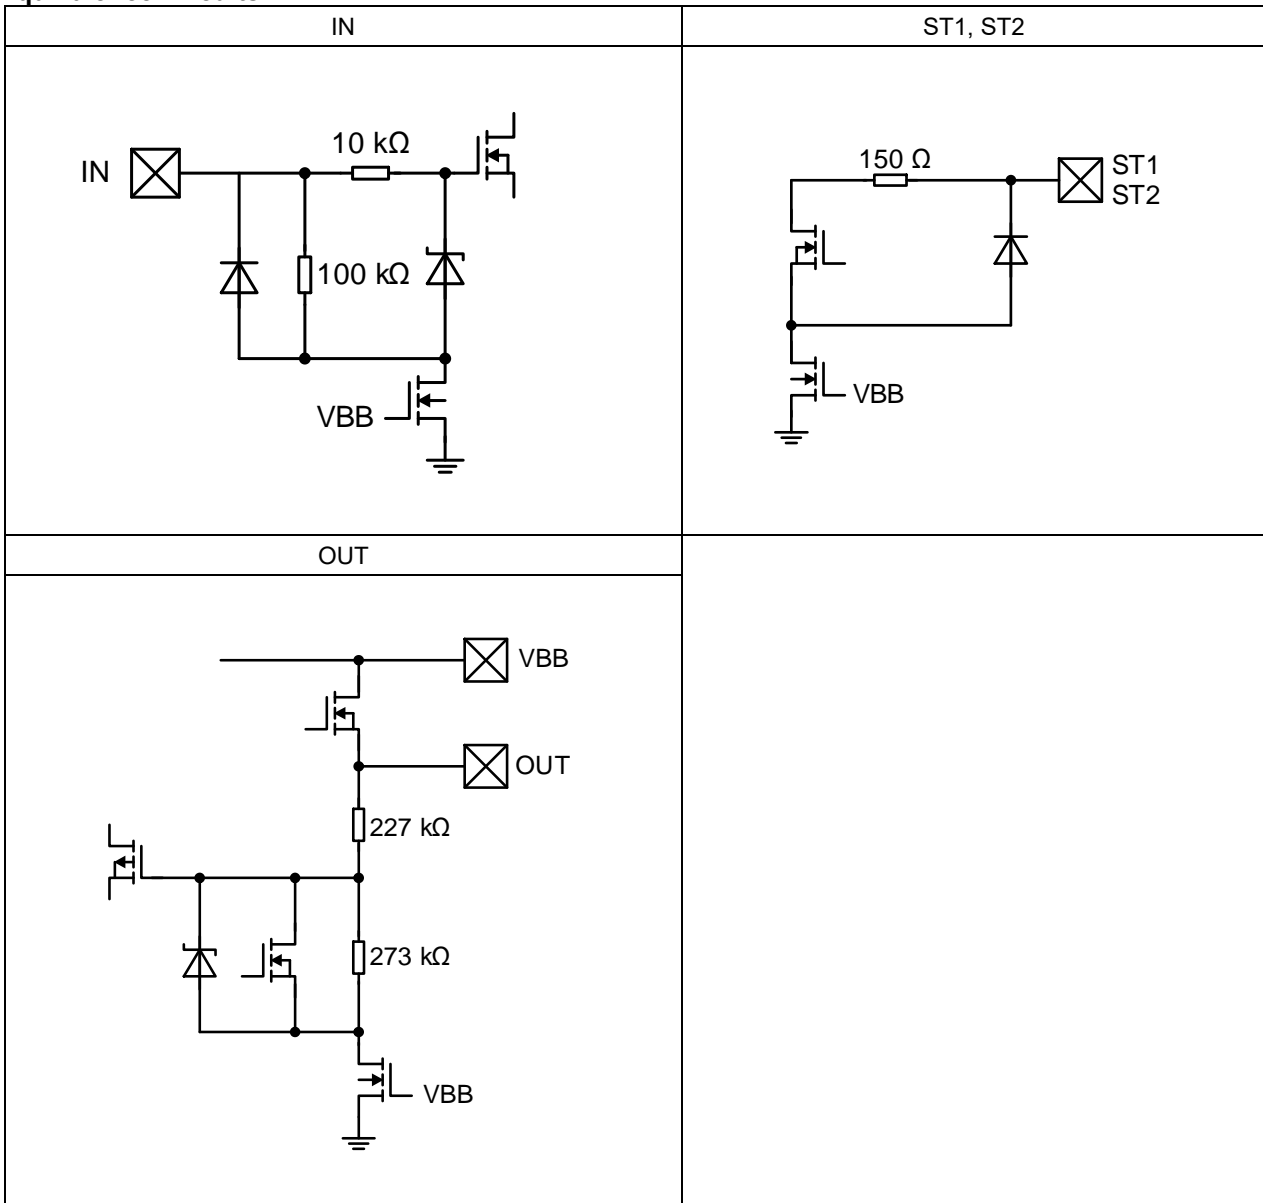 IN
ST1, ST2
IN
10 kΩ
100 kΩ
VBB
150 Ω
ST1
ST2
VBB
OUT
VBB
OUT
227 kΩ
273 kΩ
VBB